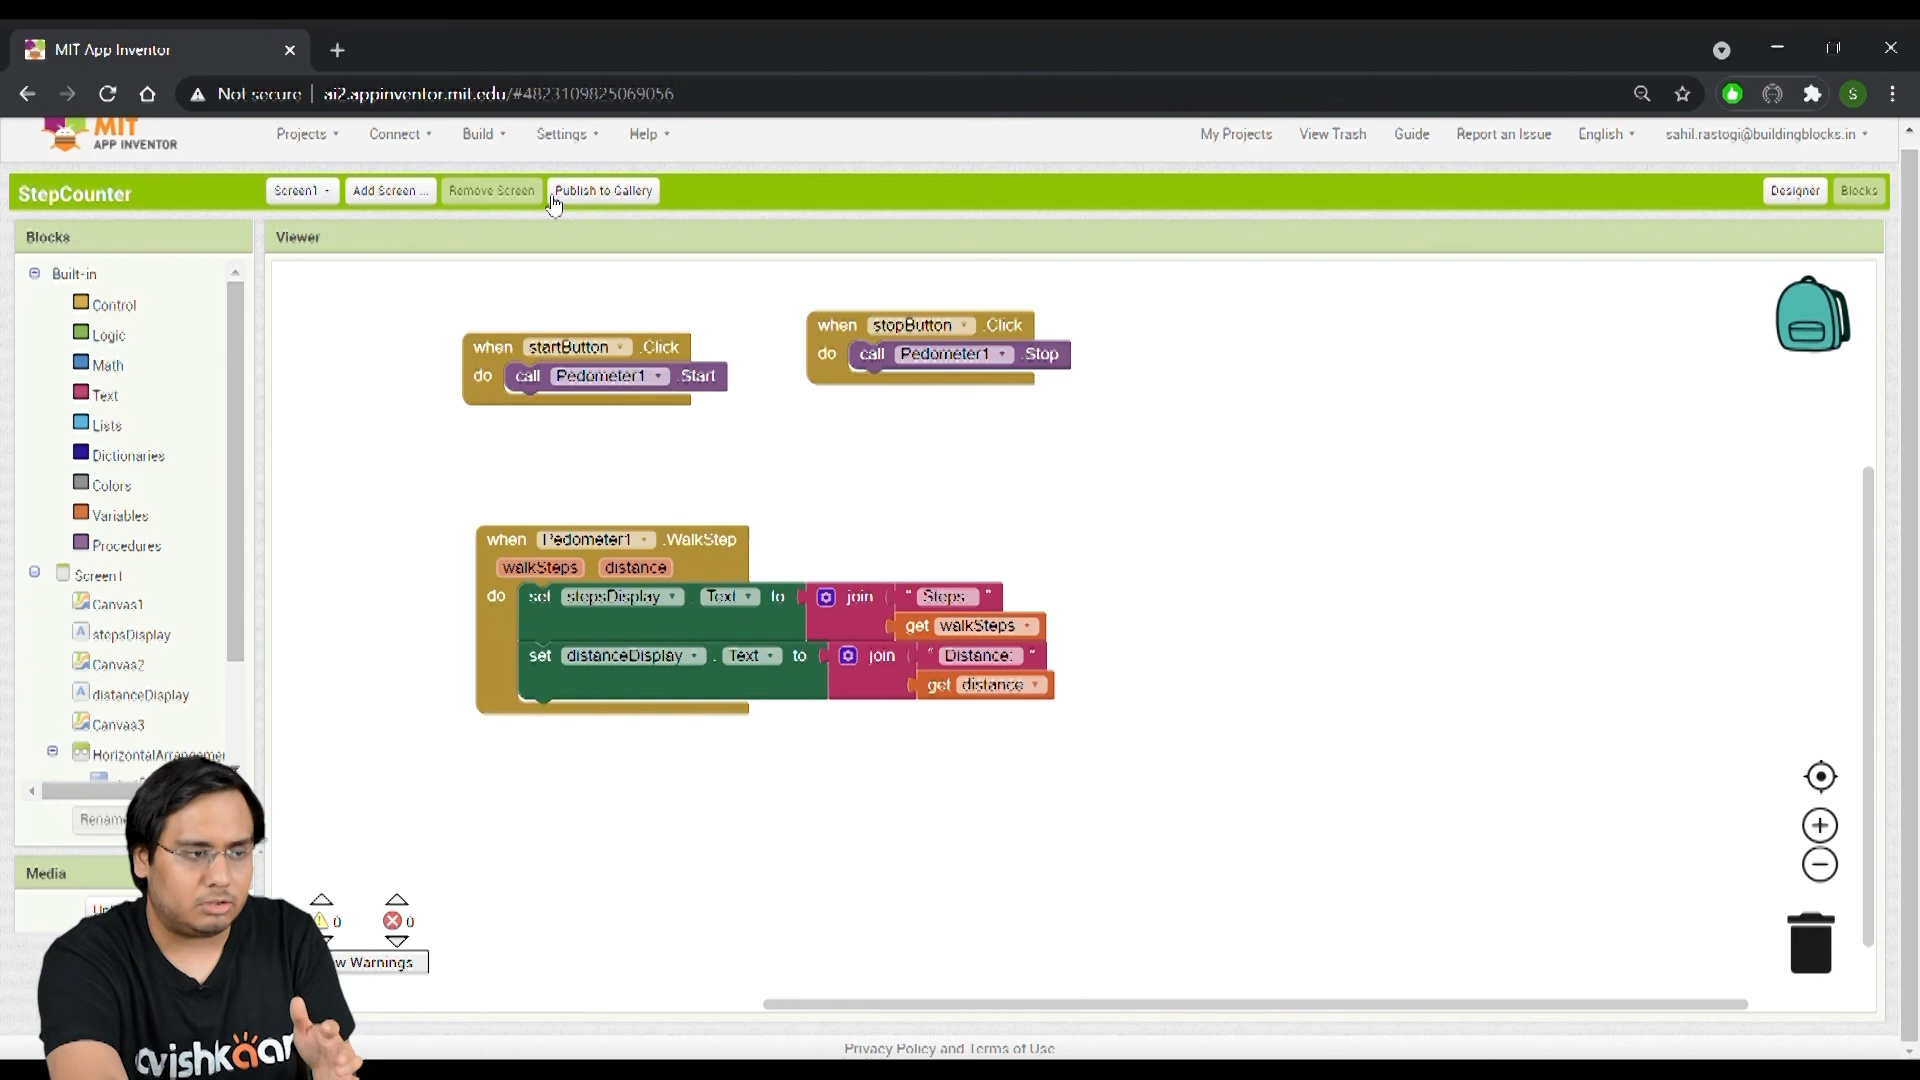 MIT App Inventor
Not secure | ai2.appinventor.mit.edu/#4823109825069056 S
MIT
APP INVENTOR
Projects Connect Build Settings Help My Projects View Trash Guide Report an Issue English sahil.rastogi@buildingblocks.in
StepCounter Screen1 Add Screen ... Remove Screen Publish to Gallery Designer Blocks
Blocks Viewer
Built-in
Control
Logic
Math
Text
Lists
Dictionaries
Colors
Variables
Procedures
Screen1
Canvas1
stepsDisplay
Canvas2
distanceDisplay
Canvas3
HorizontalArrangemer
Rename
Media
when startButton .Click
do call Pedometer1 .Start
when stopButton .Click
do call Pedometer1 .Stop
when Pedometer1 .WalkStep
walkSteps distance
do set stepsDisplay . Text to join " Steps: "
get walkSteps
set distanceDisplay . Text to join " Distance: "
get distance
0 0
w Warnings
avishkaar
Privacy Policy and Terms of Use